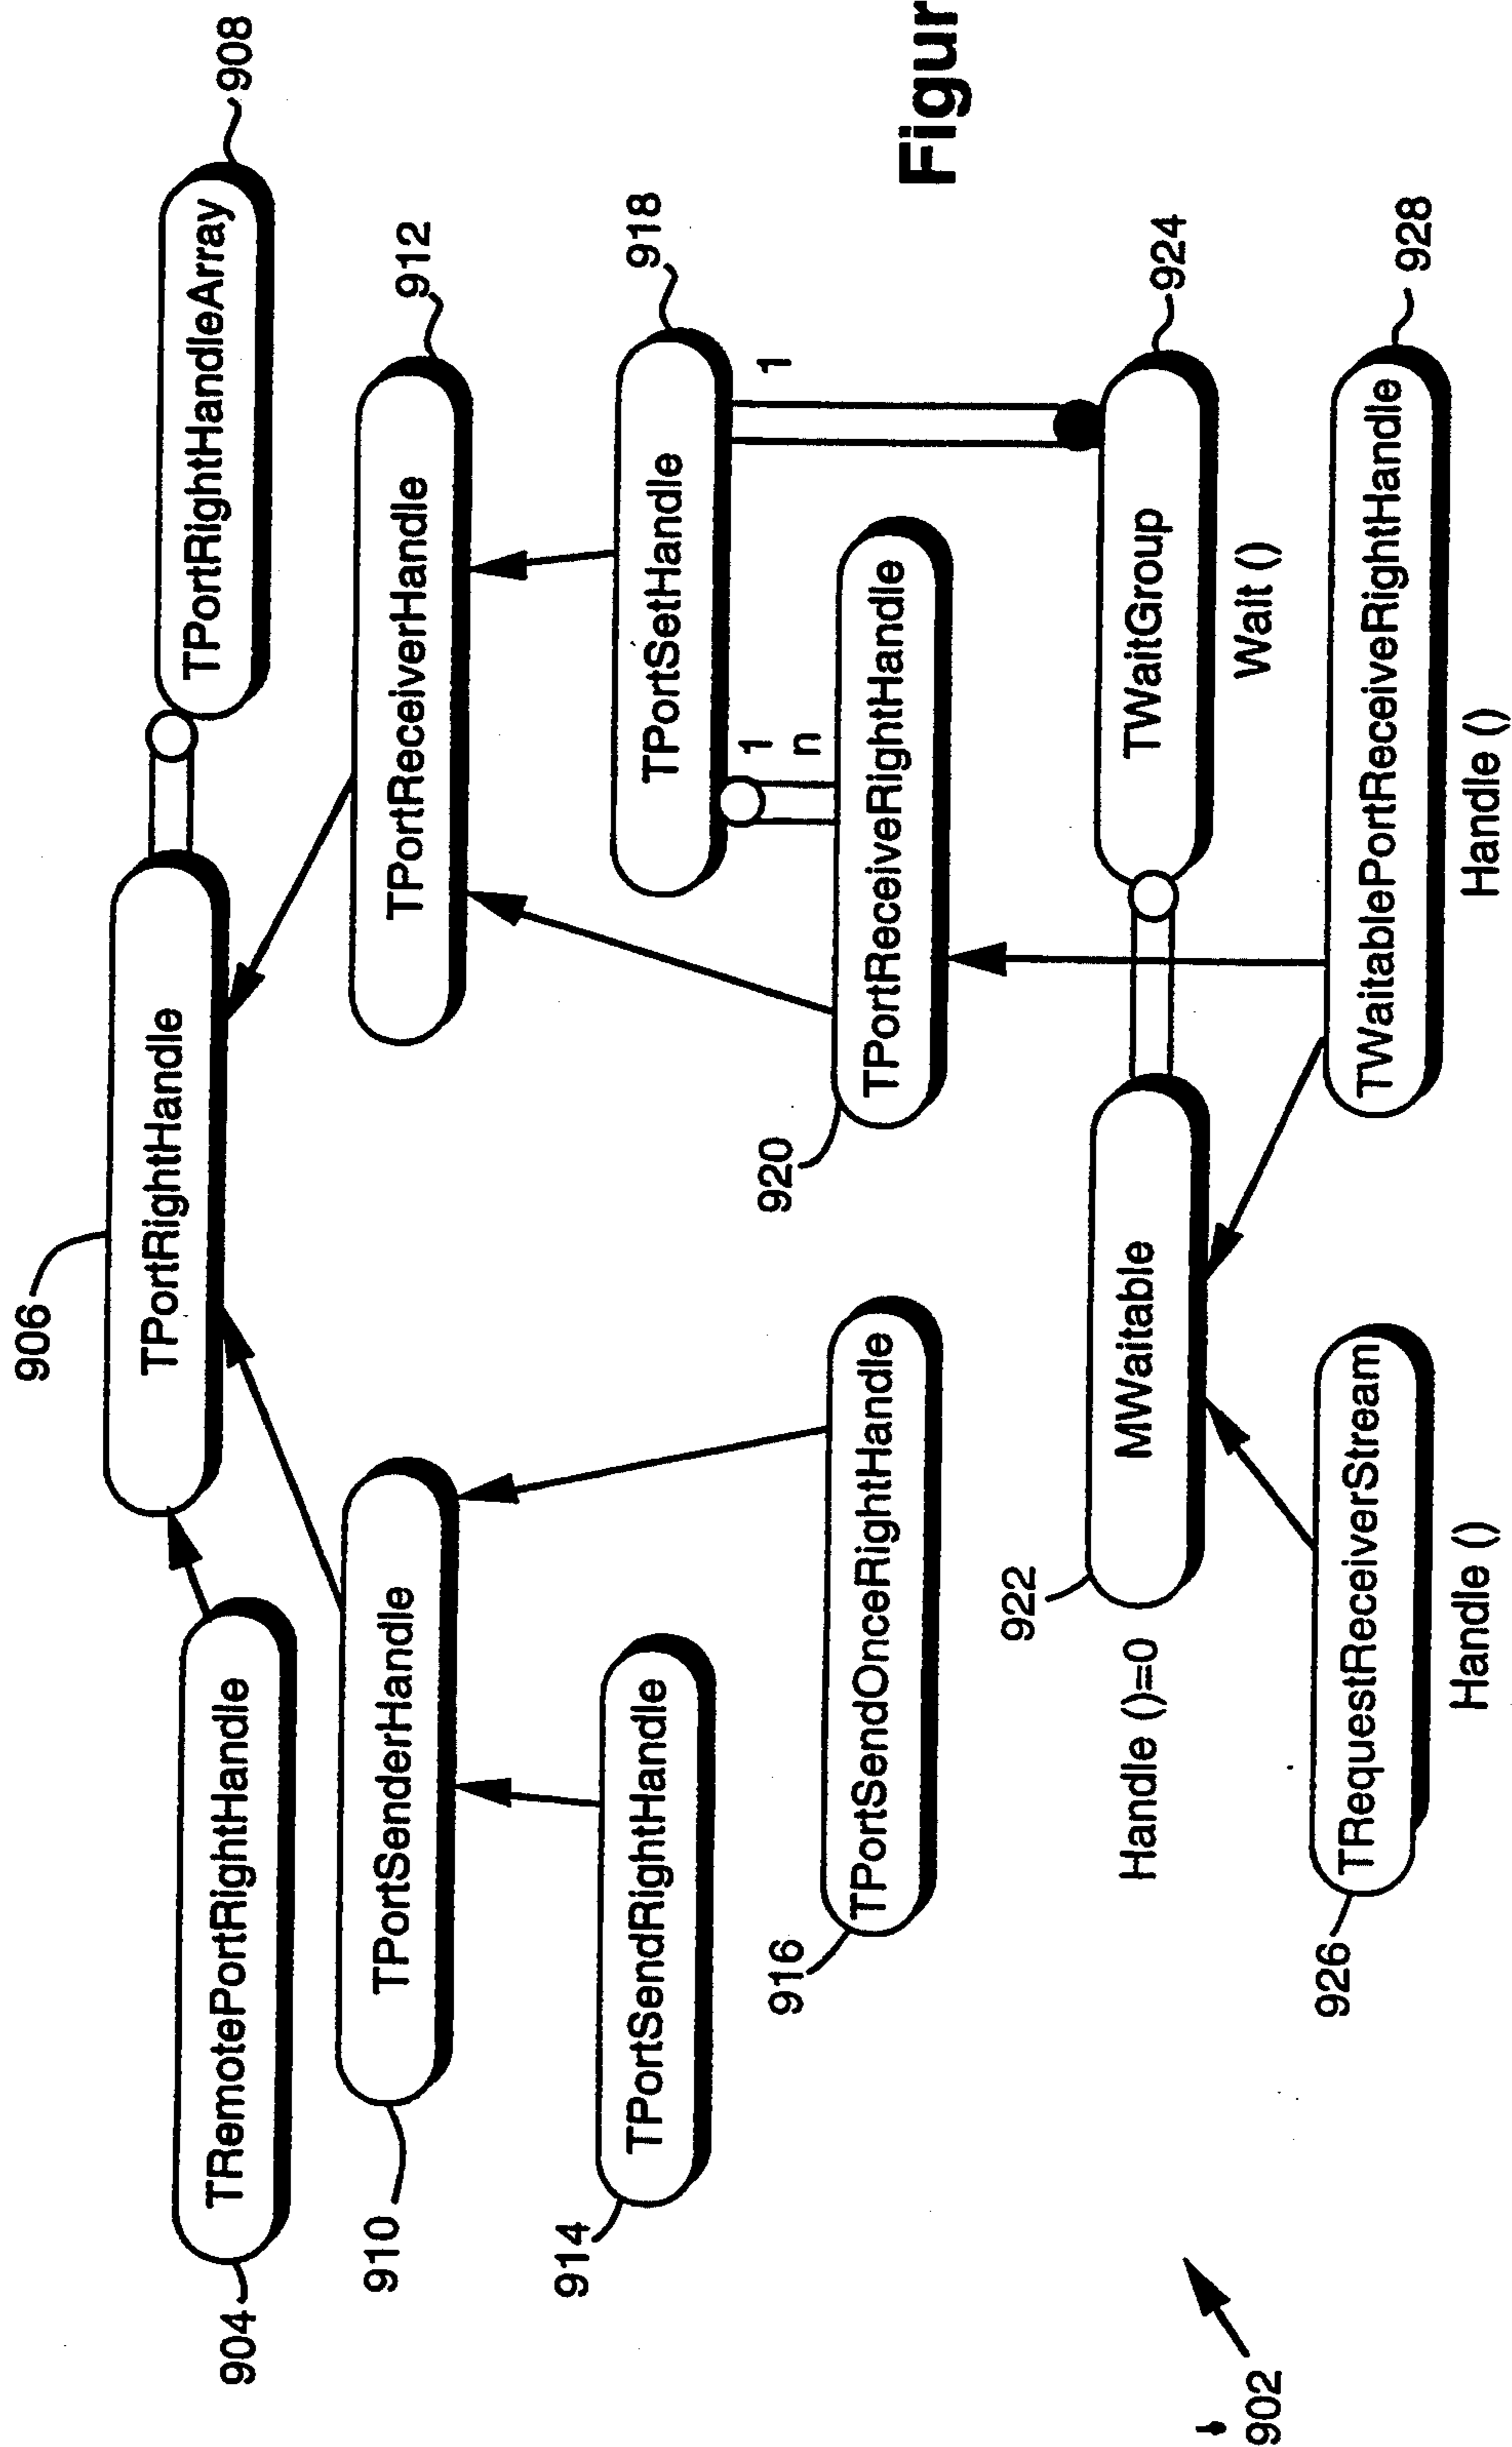 906
TRemotePortRightHandle
904
TPortRightHandle
TPortRightHandleArray
908
TPortSenderHandle
910
TPortReceiverHandle
912
TPortSendRightHandle
914
TPortSetHandle
918
1
n
1
TPortSendOnceRightHandle
916
920
TPortReceiveRightHandle
Figur
922
Handle ()=0
MWaitable
TWaitGroup
924
Wait ()
TRequestReceiverStream
926
Handle ()
TWaitablePortReceiveRightHandle
928
Handle ()
902